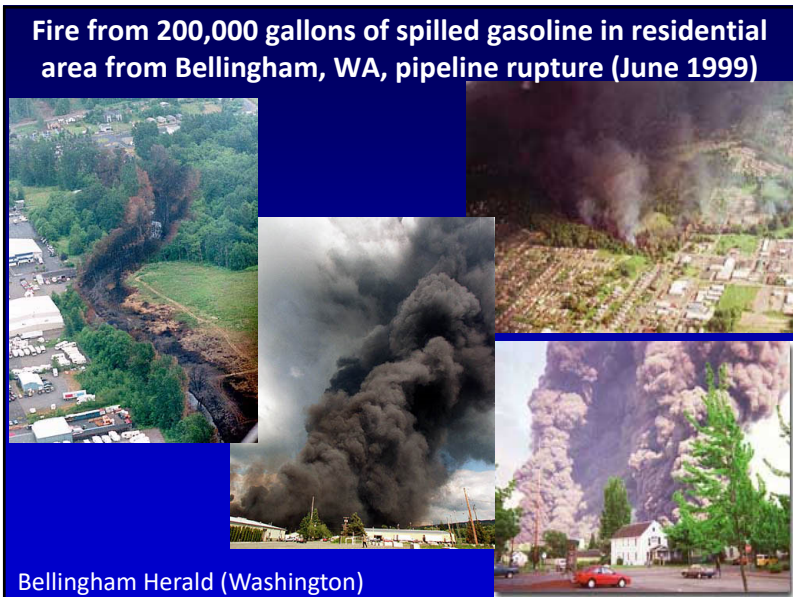 Fire from 200,000 gallons of spilled gasoline in residential
area from Bellingham, WA, pipeline rupture (June 1999)
Bellingham Herald (Washington)